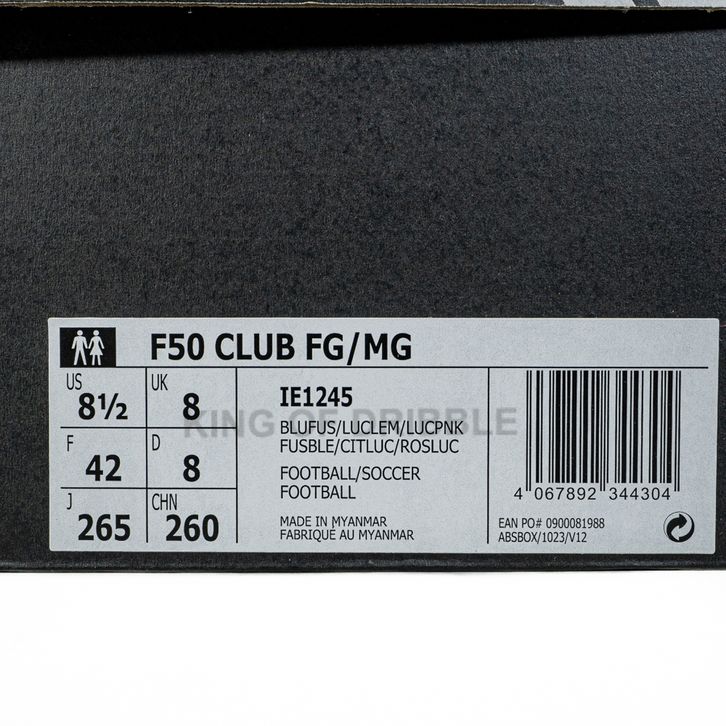 F50 CLUB FG/MG
US 8½ UK 8
F 42 D 8
J 265 CHN 260
IE1245
KING OF DRIBBLE
BLUFUS/LUCLEM/LUCPNK
FUSBLE/CITLUC/ROSLUC
FOOTBALL/SOCCER
FOOTBALL
MADE IN MYANMAR
FABRIQUÉ AU MYANMAR
4 067892 344304
EAN PO# 0900081988
ABSBOX/1023/V12